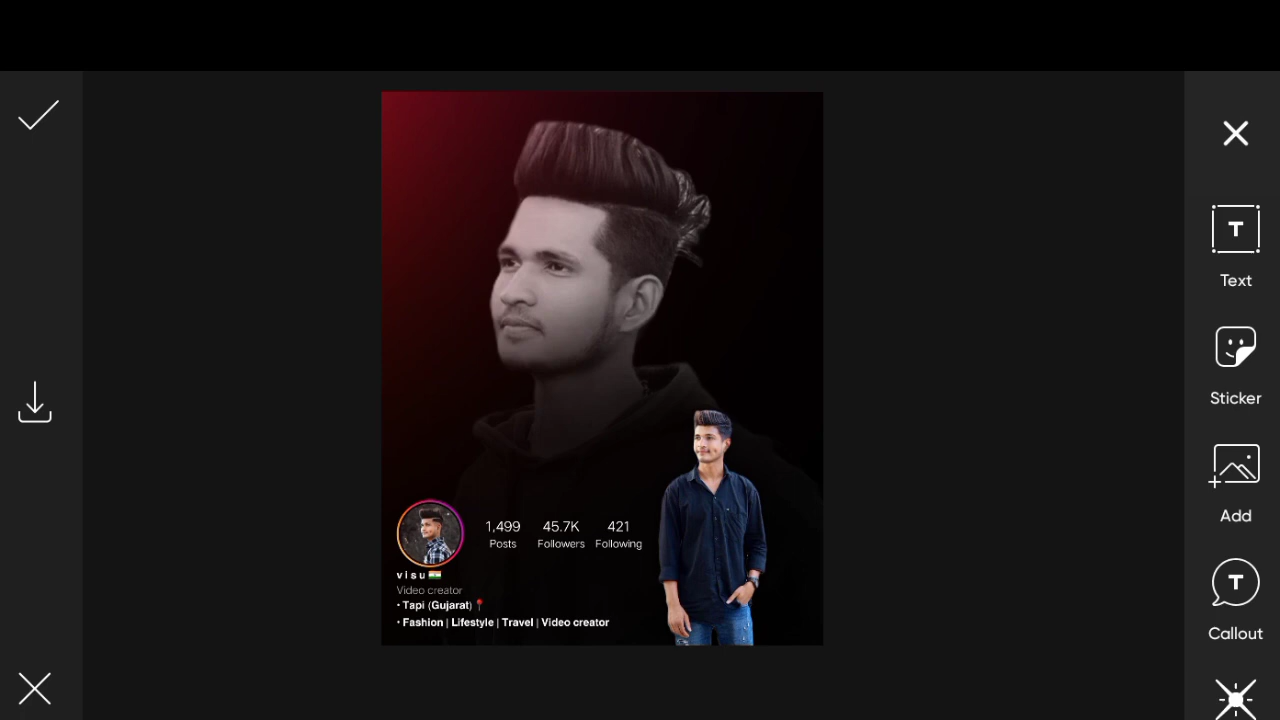 T
Text
Sticker
Add
T
Callout
1,499 45.7K 421
Posts Followers Following
v i s u 🇮🇳
Video creator
• Tapi (Gujarat) 📍
• Fashion | Lifestyle | Travel | Video creator